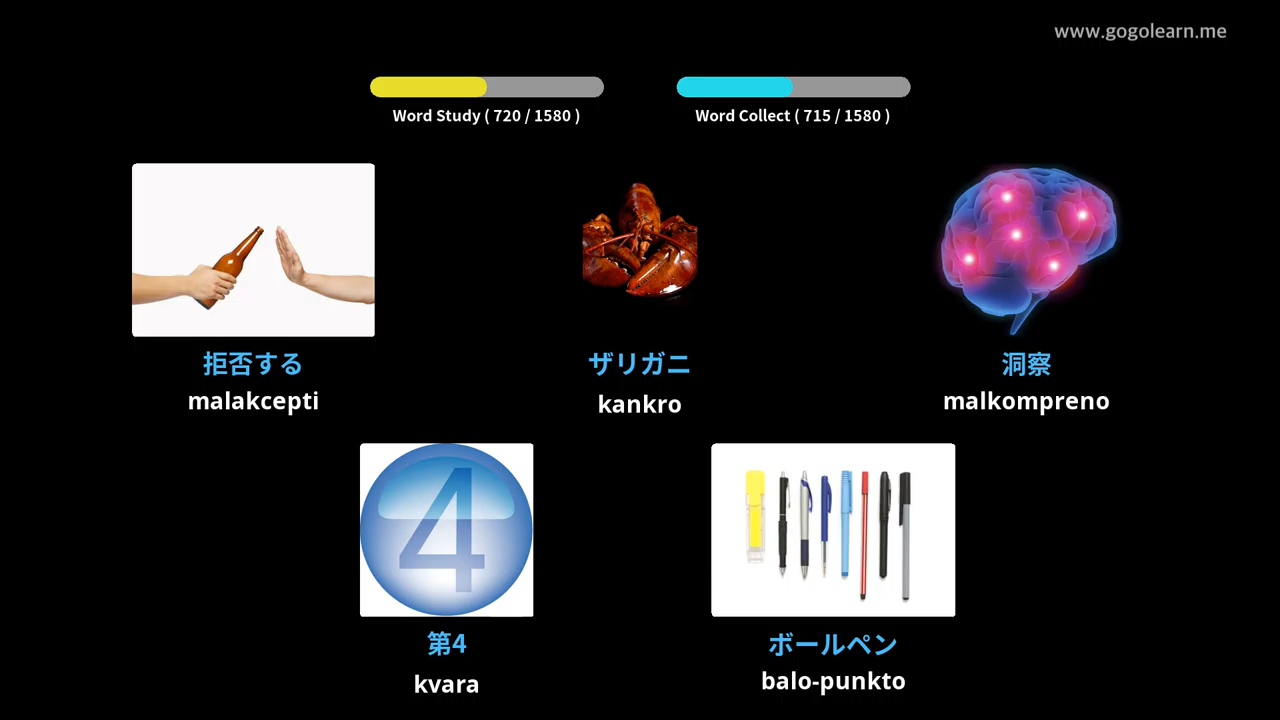 www.gogolearn.me
Word Study ( 720 / 1580 )
Word Collect ( 715 / 1580 )
拒否する
malakcepti
ザリガニ
kankro
洞察
malkompreno
4
第4
kvara
ボールペン
balo-punkto